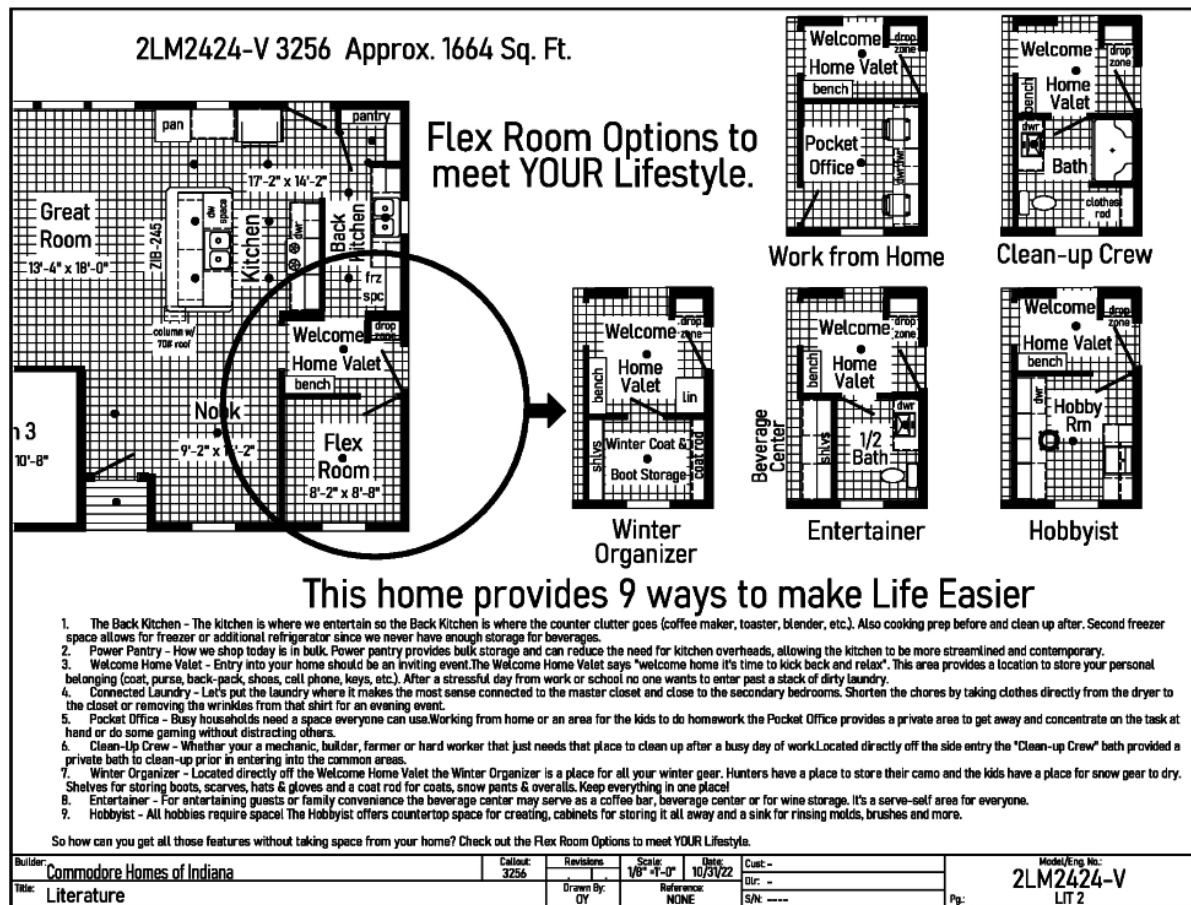 2LM2424-V 3256 Approx. 1664 Sq. Ft.
Flex Room Options to
meet YOUR Lifestyle.
pan
pantry
17'-2" x 14'-2"
Great
Room
13'-4" x 18'-0"
ZIB-245
dw
space
Kitchen
dwr
Back
Kitchen
frz
spc
column w/
70# roof
Welcome
Home Valet
drop
zone
bench
Nook
9'-2" x
Flex
Room
8'-2" x 8'-8"
3
10'-8"
Welcome
Home Valet
drop
zone
bench
Pocket
Office
dwr
Work from Home
Welcome
Home
Valet
drop
zone
bench
dwr
Bath
clothes
rod
Clean-up Crew
Welcome
Home
Valet
drop
zone
bench
lin
shlvs
Winter Coat &
Boot Storage
coat rod
Winter
Organizer
Welcome
Home
Valet
drop
zone
bench
Beverage
Center
shlvs
dwr
1/2
Bath
Entertainer
Welcome
Home Valet
drop
zone
bench
dwr
Hobby
Rm
Hobbyist
This home provides 9 ways to make Life Easier
1. The Back Kitchen - The kitchen is where we entertain so the Back Kitchen is where the counter clutter goes (coffee maker, toaster, blender, etc.). Also cooking prep before and clean up after. Second freezer
space allows for freezer or additional refrigerator since we never have enough storage for beverages.
2. Power Pantry - How we shop today is in bulk. Power pantry provides bulk storage and can reduce the need for kitchen overheads, allowing the kitchen to be more streamlined and contemporary.
3. Welcome Home Valet - Entry into your home should be an inviting event.The Welcome Home Valet says "welcome home it's time to kick back and relax". This area provides a location to store your personal
belonging (coat, purse, back-pack, shoes, cell phone, keys, etc.). After a stressful day from work or school no one wants to enter past a stack of dirty laundry.
4. Connected Laundry - Let's put the laundry where it makes the most sense connected to the master closet and close to the secondary bedrooms. Shorten the chores by taking clothes directly from the dryer to
the closet or removing the wrinkles from that shirt for an evening event.
5. Pocket Office - Busy households need a space everyone can use.Working from home or an area for the kids to do homework the Pocket Office provides a private area to get away and concentrate on the task at
hand or do some gaming without distracting others.
6. Clean-Up Crew - Whether your a mechanic, builder, farmer or hard worker that just needs that place to clean up after a busy day of work.Located directly off the side entry the "Clean-up Crew" bath provided a
private bath to clean-up prior in entering into the common areas.
7. Winter Organizer - Located directly off the Welcome Home Valet the Winter Organizer is a place for all your winter gear. Hunters have a place to store their camo and the kids have a place for snow gear to dry.
Shelves for storing boots, scarves, hats & gloves and a coat rod for coats, snow pants & overalls. Keep everything in one place!
8. Entertainer - For entertaining guests or family convenience the beverage center may serve as a coffee bar, beverage center or for wine storage. It's a serve-self area for everyone.
9. Hobbyist - All hobbies require space! The Hobbyist offers countertop space for creating, cabinets for storing it all away and a sink for rinsing molds, brushes and more.
So how can you get all those features without taking space from your home? Check out the Flex Room Options to meet YOUR Lifestyle.
Builder: Commodore Homes of Indiana
Callout: 3256
Revisions
Scale: 1/8" =1'-0"
Date: 10/31/22
Cust: -
Dlr: -
S/N: ----
Model/Eng. No.:
2LM2424-V
Title: Literature
Drawn By: OY
Reference: NONE
Pg.: LIT 2